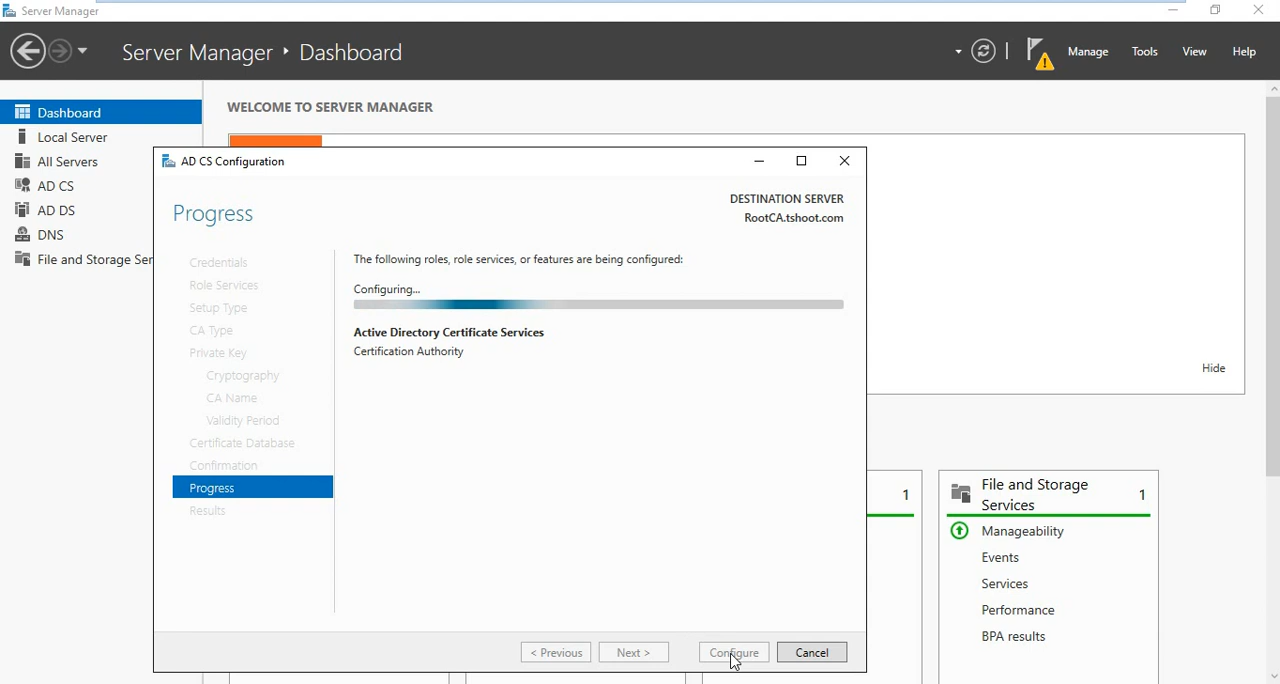 Server Manager
Server Manager ‣ Dashboard
Manage
Tools
View
Help
Dashboard
Local Server
All Servers
AD CS
AD DS
DNS
File and Storage Ser
WELCOME TO SERVER MANAGER
Hide
AD CS Configuration
Progress
DESTINATION SERVER
RootCA.tshoot.com
Credentials
Role Services
Setup Type
CA Type
Private Key
Cryptography
CA Name
Validity Period
Certificate Database
Confirmation
Progress
Results
The following roles, role services, or features are being configured:
Configuring...
Active Directory Certificate Services
Certification Authority
< Previous
Next >
Configure
Cancel
1
File and Storage
Services
1
Manageability
Events
Services
Performance
BPA results